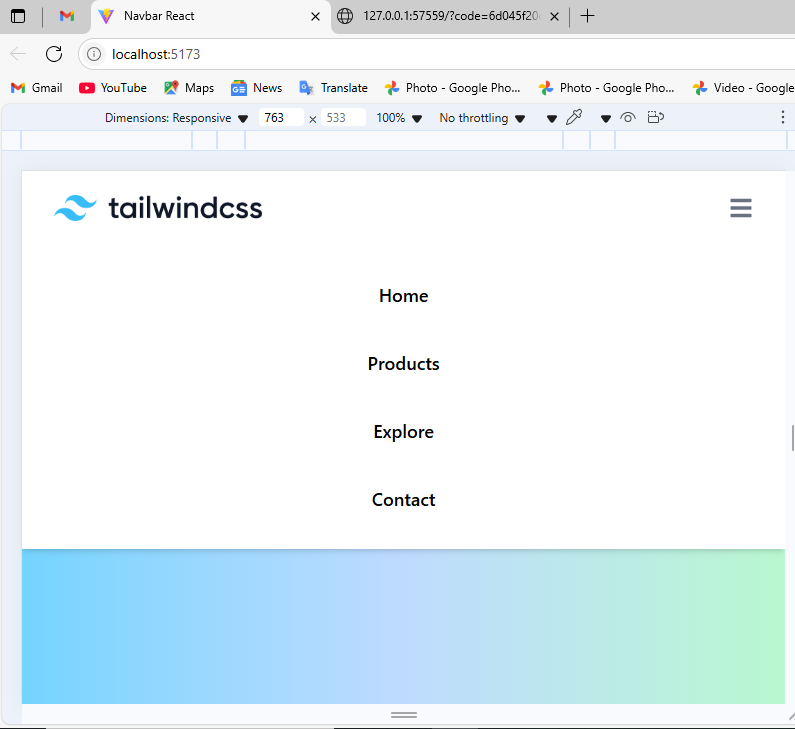 Navbar React
127.0.0.1:57559/?code=6d045f20
localhost:5173
Gmail YouTube Maps News Translate Photo - Google Pho... Photo - Google Pho... Video - Google
Dimensions: Responsive 763 × 533 100% No throttling
tailwindcss
Home
Products
Explore
Contact